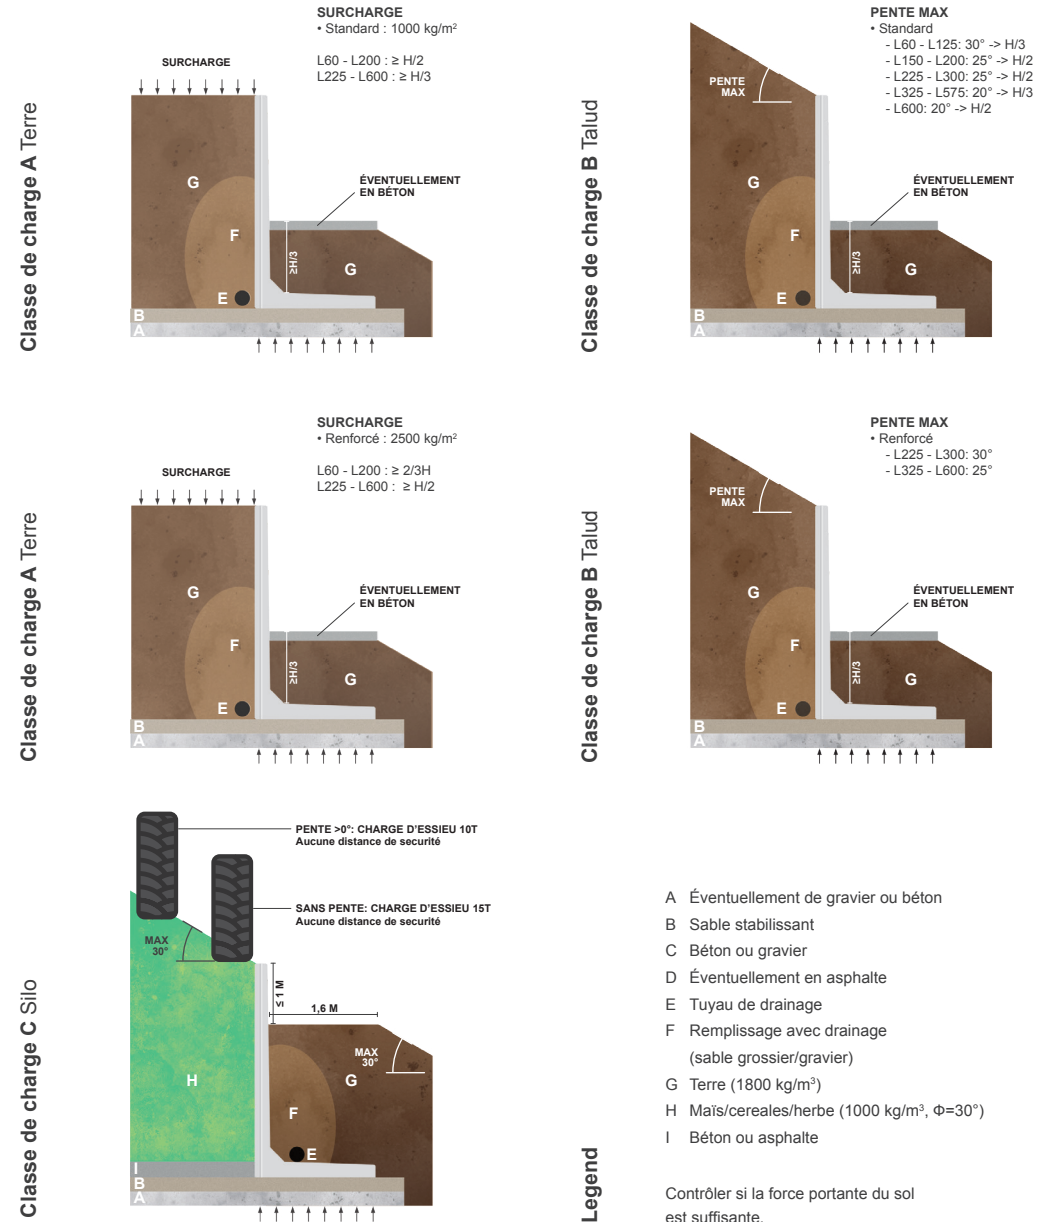 Classe de charge A Terre
SURCHARGE
• Standard : 1000 kg/m²
L60 - L200 : ≥ H/2
L225 - L600 : ≥ H/3
SURCHARGE
G
F
E
B
A
ÉVENTUELLEMENT
EN BÉTON
≥H/3
G
Classe de charge B Talud
PENTE MAX
• Standard
- L60 - L125: 30° -> H/3
- L150 - L200: 25° -> H/2
- L225 - L300: 25° -> H/2
- L325 - L575: 20° -> H/3
- L600: 20° -> H/2
PENTE
MAX
G
F
E
B
A
ÉVENTUELLEMENT
EN BÉTON
≥H/3
G
Classe de charge A Terre
SURCHARGE
• Renforcé : 2500 kg/m²
L60 - L200 : ≥ 2/3H
L225 - L600 : ≥ H/2
SURCHARGE
G
F
E
B
A
ÉVENTUELLEMENT
EN BÉTON
≥H/3
G
Classe de charge B Talud
PENTE MAX
• Renforcé
- L225 - L300: 30°
- L325 - L600: 25°
PENTE
MAX
G
F
E
B
A
ÉVENTUELLEMENT
EN BÉTON
≥H/3
G
Classe de charge C Silo
PENTE >0°: CHARGE D'ESSIEU 10T
Aucune distance de securité
SANS PENTE: CHARGE D'ESSIEU 15T
Aucune distance de securité
MAX
30°
≤ 1 M
1,6 M
MAX
30°
H
G
F
E
I
B
A
Legend
A Éventuellement de gravier ou béton
B Sable stabilissant
C Béton ou gravier
D Éventuellement en asphalte
E Tuyau de drainage
F Remplissage avec drainage
(sable grossier/gravier)
G Terre (1800 kg/m³)
H Maïs/cereales/herbe (1000 kg/m³, Φ=30°)
I Béton ou asphalte
Contrôler si la force portante du sol
est suffisante.